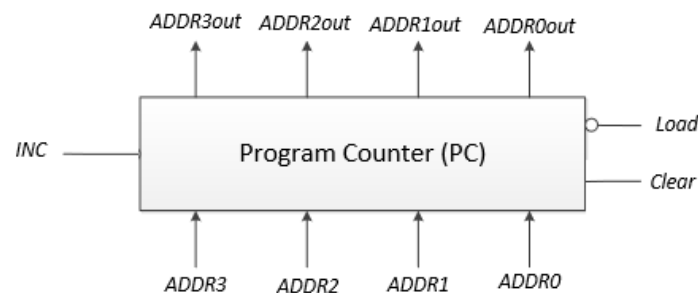 ADDR3out ADDR2out ADDR1out ADDR0out
Load
INC
Program Counter (PC)
Clear
ADDR3 ADDR2 ADDR1 ADDR0